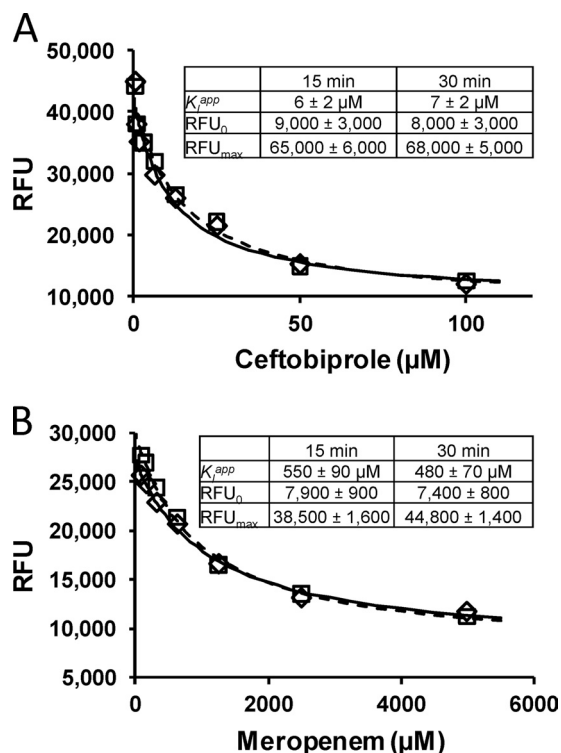 A
50,000
40,000
30,000
20,000
10,000
RFU
15 min 30 min
K_I^app 6 ± 2 µM 7 ± 2 µM
RFU_0 9,000 ± 3,000 8,000 ± 3,000
RFU_max 65,000 ± 6,000 68,000 ± 5,000
0 50 100
Ceftobiprole (µM)
B
30,000
25,000
20,000
15,000
10,000
5,000
RFU
15 min 30 min
K_I^app 550 ± 90 µM 480 ± 70 µM
RFU_0 7,900 ± 900 7,400 ± 800
RFU_max 38,500 ± 1,600 44,800 ± 1,400
0 2000 4000 6000
Meropenem (µM)